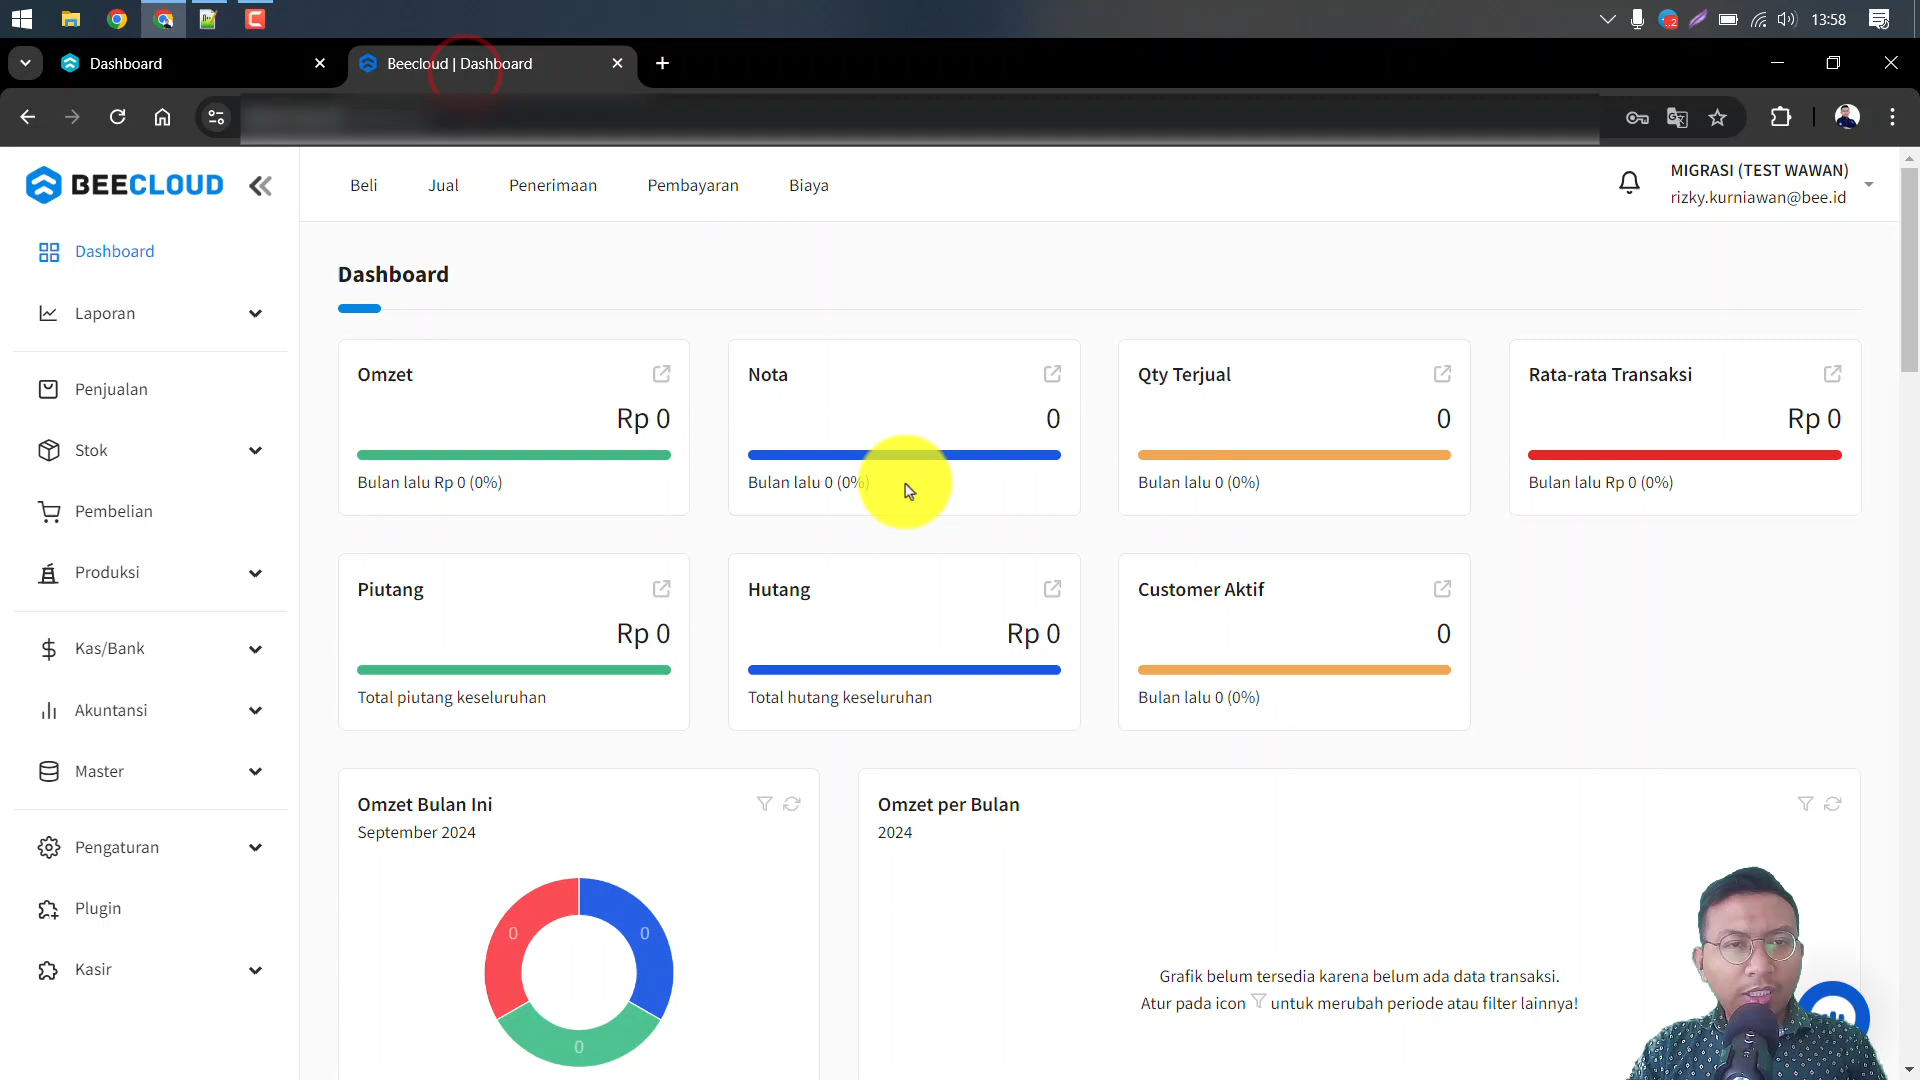 13:58
Dashboard
Beecloud | Dashboard
BEECLOUD
Beli
Jual
Penerimaan
Pembayaran
Biaya
MIGRASI (TEST WAWAN)
rizky.kurniawan@bee.id
Dashboard
Laporan
Penjualan
Stok
Pembelian
Produksi
Kas/Bank
Akuntansi
Master
Pengaturan
Plugin
Kasir
Dashboard
Omzet
Rp 0
Bulan lalu Rp 0 (0%)
Nota
0
Bulan lalu 0 (0%)
Qty Terjual
0
Bulan lalu 0 (0%)
Rata-rata Transaksi
Rp 0
Bulan lalu Rp 0 (0%)
Piutang
Rp 0
Total piutang keseluruhan
Hutang
Rp 0
Total hutang keseluruhan
Customer Aktif
0
Bulan lalu 0 (0%)
Omzet Bulan Ini
September 2024
0
0
0
Omzet per Bulan
2024
Grafik belum tersedia karena belum ada data transaksi.
Atur pada icon untuk merubah periode atau filter lainnya!